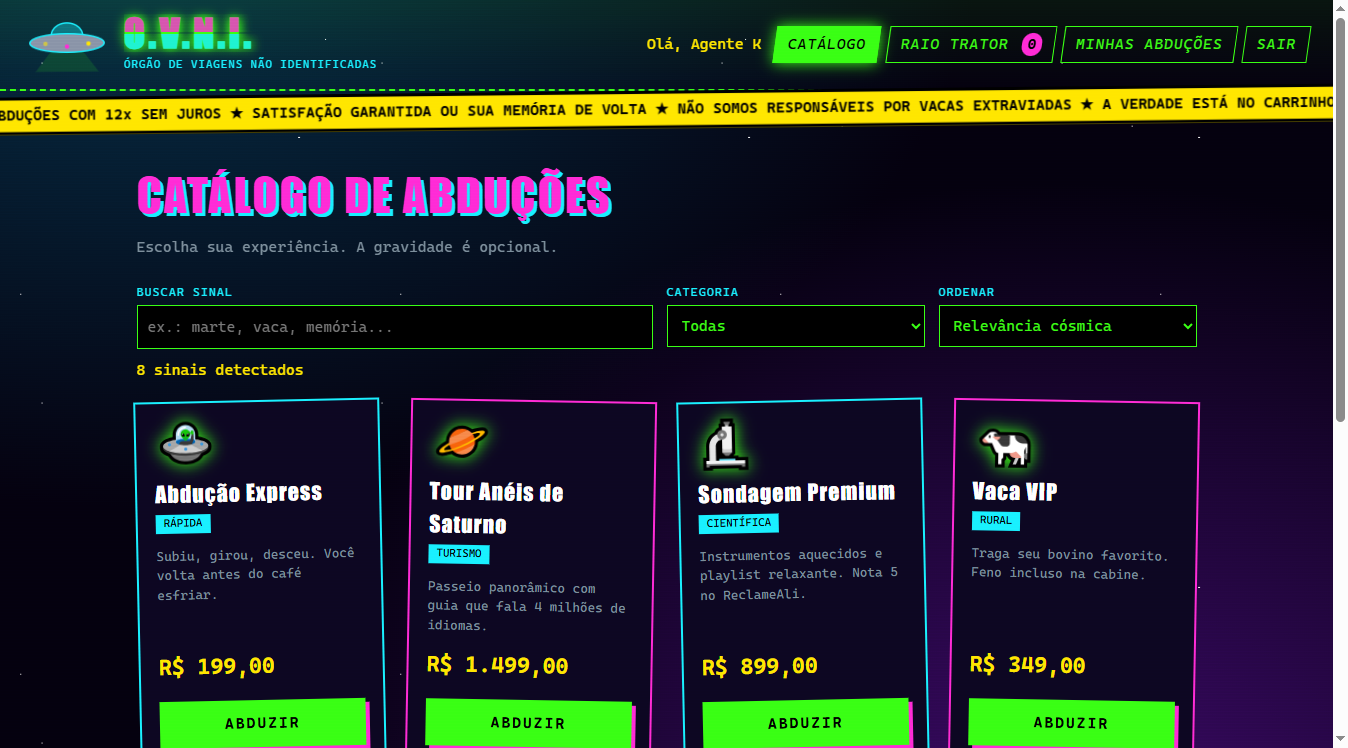 O.V.N.I.
ÓRGÃO DE VIAGENS NÃO IDENTIFICADAS
Olá, Agente K
CATÁLOGO
RAIO TRATOR 0
MINHAS ABDUÇÕES
SAIR
BDUÇÕES COM 12x SEM JUROS ★ SATISFAÇÃO GARANTIDA OU SUA MEMÓRIA DE VOLTA ★ NÃO SOMOS RESPONSÁVEIS POR VACAS EXTRAVIADAS ★ A VERDADE ESTÁ NO CARRINHO
CATÁLOGO DE ABDUÇÕES
Escolha sua experiência. A gravidade é opcional.
BUSCAR SINAL
ex.: marte, vaca, memória...
CATEGORIA
Todas
ORDENAR
Relevância cósmica
8 sinais detectados
Abdução Express
RÁPIDA
Subiu, girou, desceu. Você
volta antes do café
esfriar.
R$ 199,00
ABDUZIR
Tour Anéis de
Saturno
TURISMO
Passeio panorâmico com
guia que fala 4 milhões de
idiomas.
R$ 1.499,00
ABDUZIR
Sondagem Premium
CIENTÍFICA
Instrumentos aquecidos e
playlist relaxante. Nota 5
no ReclameAli.
R$ 899,00
ABDUZIR
Vaca VIP
RURAL
Traga seu bovino favorito.
Feno incluso na cabine.
R$ 349,00
ABDUZIR